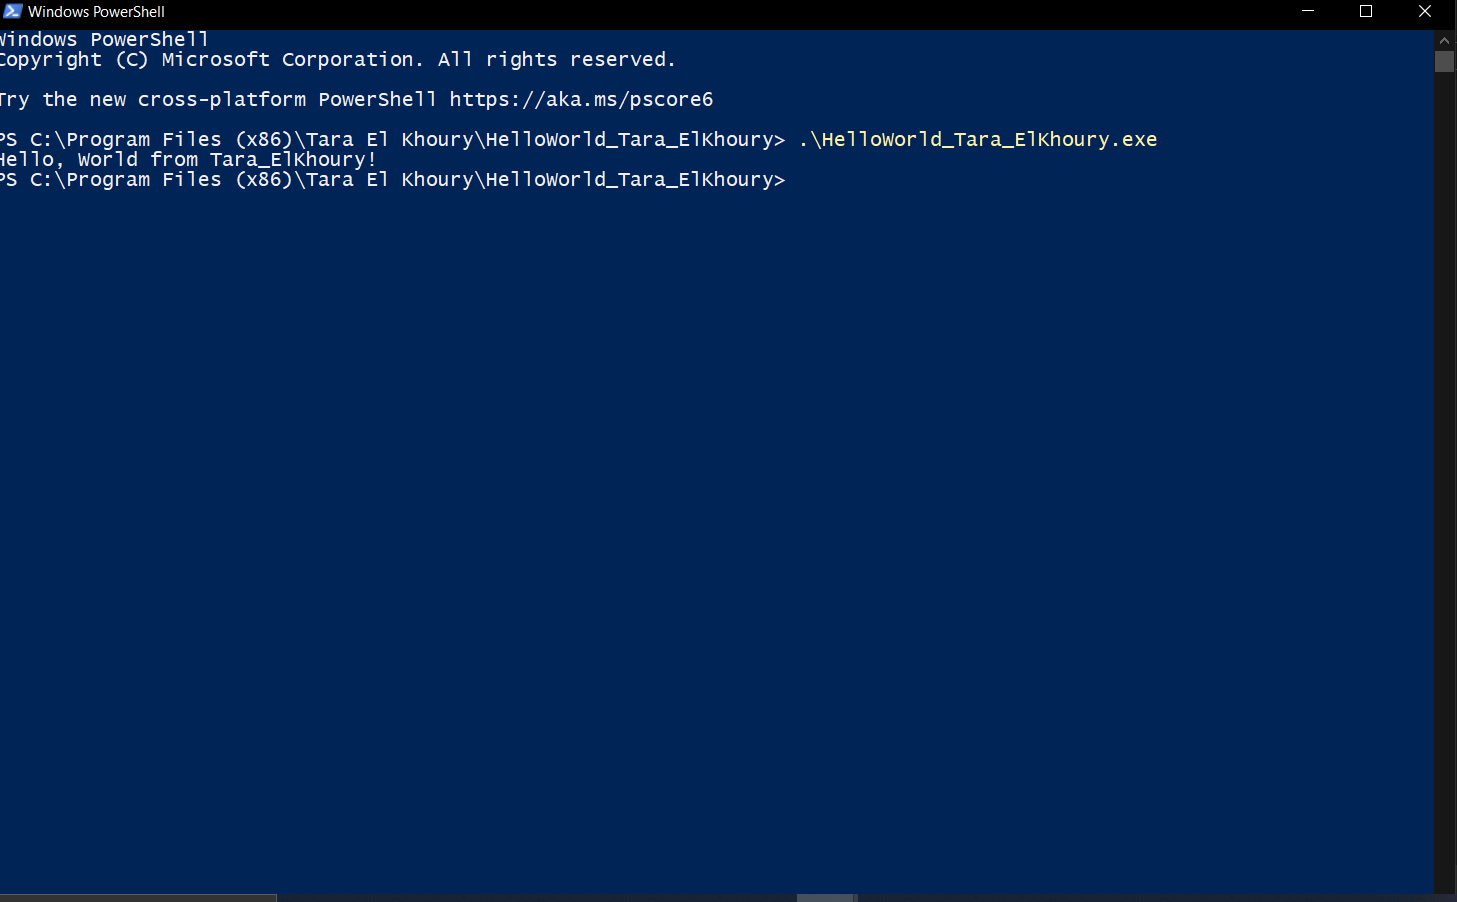 Windows PowerShell
Windows PowerShell
Copyright (C) Microsoft Corporation. All rights reserved.
Try the new cross-platform PowerShell https://aka.ms/pscore6
PS C:\Program Files (x86)\Tara El Khoury\HelloWorld_Tara_ElKhoury> .\HelloWorld_Tara_ElKhoury.exe
Hello, World from Tara_ElKhoury!
PS C:\Program Files (x86)\Tara El Khoury\HelloWorld_Tara_ElKhoury>